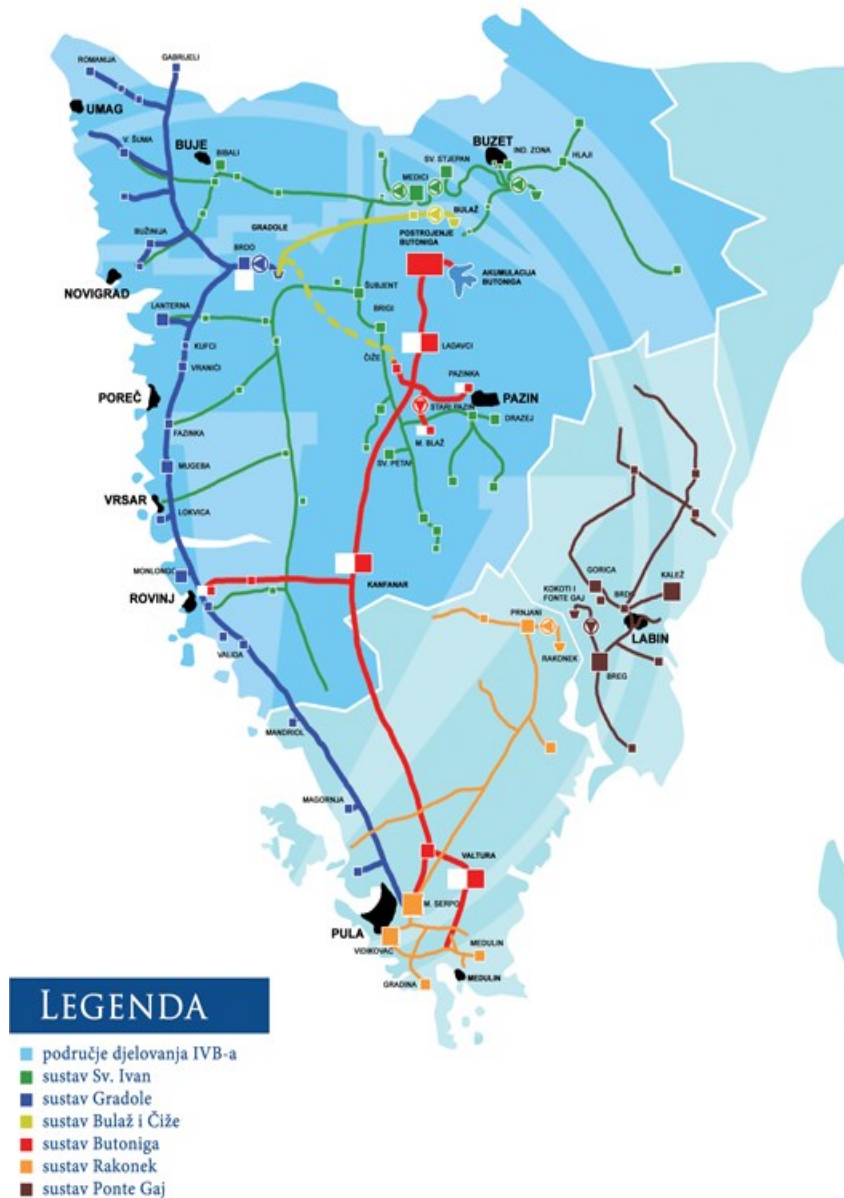 GABRIJELI
ROMANIJA
UMAG
V. ŠUMA
BUJE
BIBALI
BUZET
IND. ZONA
HLAJI
SV. STJEPAN
MEDICI
BULAŽ
GRADOLE
POSTROJENJE
BUTONIGA
BUŽINIJA
BRDO
AKUMULACIJA
BUTONIGA
NOVIGRAD
ŠUBJENT
LANTERNA
BRIGI
KUFCI
LADAVCI
ČIŽE
VRANIĆI
PAZINKA
POREČ
PAZIN
STARI PAZIN
DRAZEJ
FAZINKA
M. BLAŽ
SV. PETAR
MUGEBA
VRSAR
LOKVICA
MONLONGO
KANFANAR
GORICA
KALEŽ
ROVINJ
KOKOTI I
FONTE GAJ
BRDO
PRNJANI
LABIN
VALIDA
RAKONEK
BREG
MANDRIOL
MAGORNJA
VALTURA
M. SERPO
PULA
VIDIKOVAC
MEDULIN
MEDULIN
GRADINA
LEGENDA
područje djelovanja IVB-a
sustav Sv. Ivan
sustav Gradole
sustav Bulaž i Čiže
sustav Butoniga
sustav Rakonek
sustav Ponte Gaj